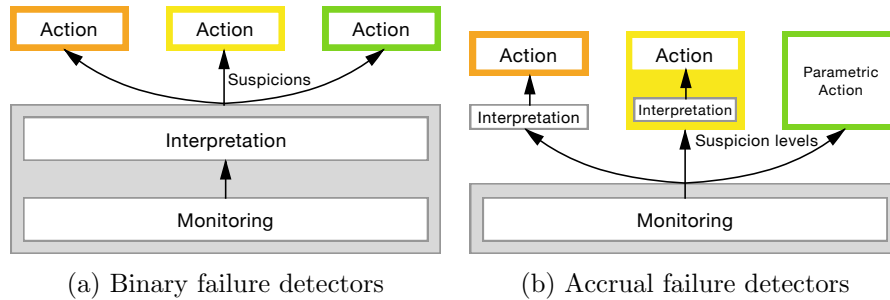 Action
Action
Action
Suspicions
Interpretation
Monitoring
(a) Binary failure detectors
Action
Action
Parametric
Action
Interpretation
Interpretation
Suspicion levels
Monitoring
(b) Accrual failure detectors